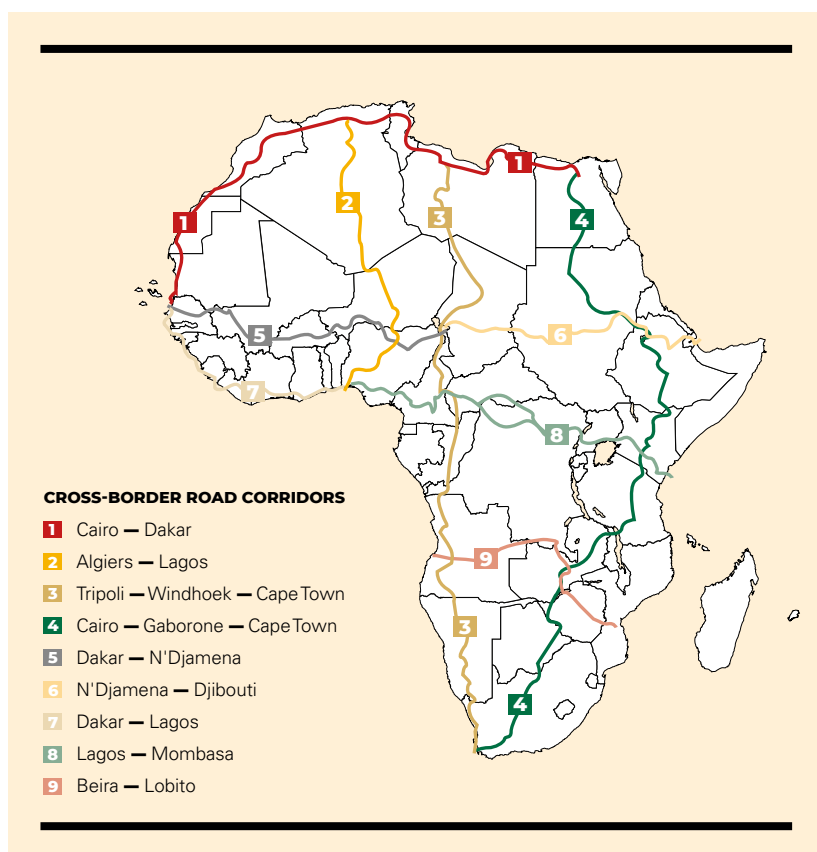 1
1
2
3
4
5
6
7
8
9
3
4
CROSS-BORDER ROAD CORRIDORS
1 Cairo — Dakar
2 Algiers — Lagos
3 Tripoli — Windhoek — Cape Town
4 Cairo — Gaborone — Cape Town
5 Dakar — N'Djamena
6 N'Djamena — Djibouti
7 Dakar — Lagos
8 Lagos — Mombasa
9 Beira — Lobito